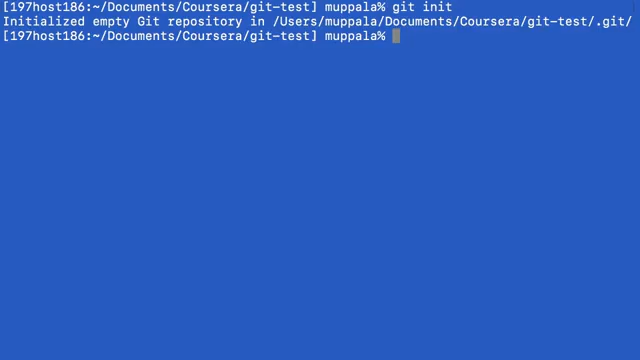 [197host186:~/Documents/Coursera/git-test] muppala% git init
Initialized empty Git repository in /Users/muppala/Documents/Coursera/git-test/.git/
[197host186:~/Documents/Coursera/git-test] muppala%